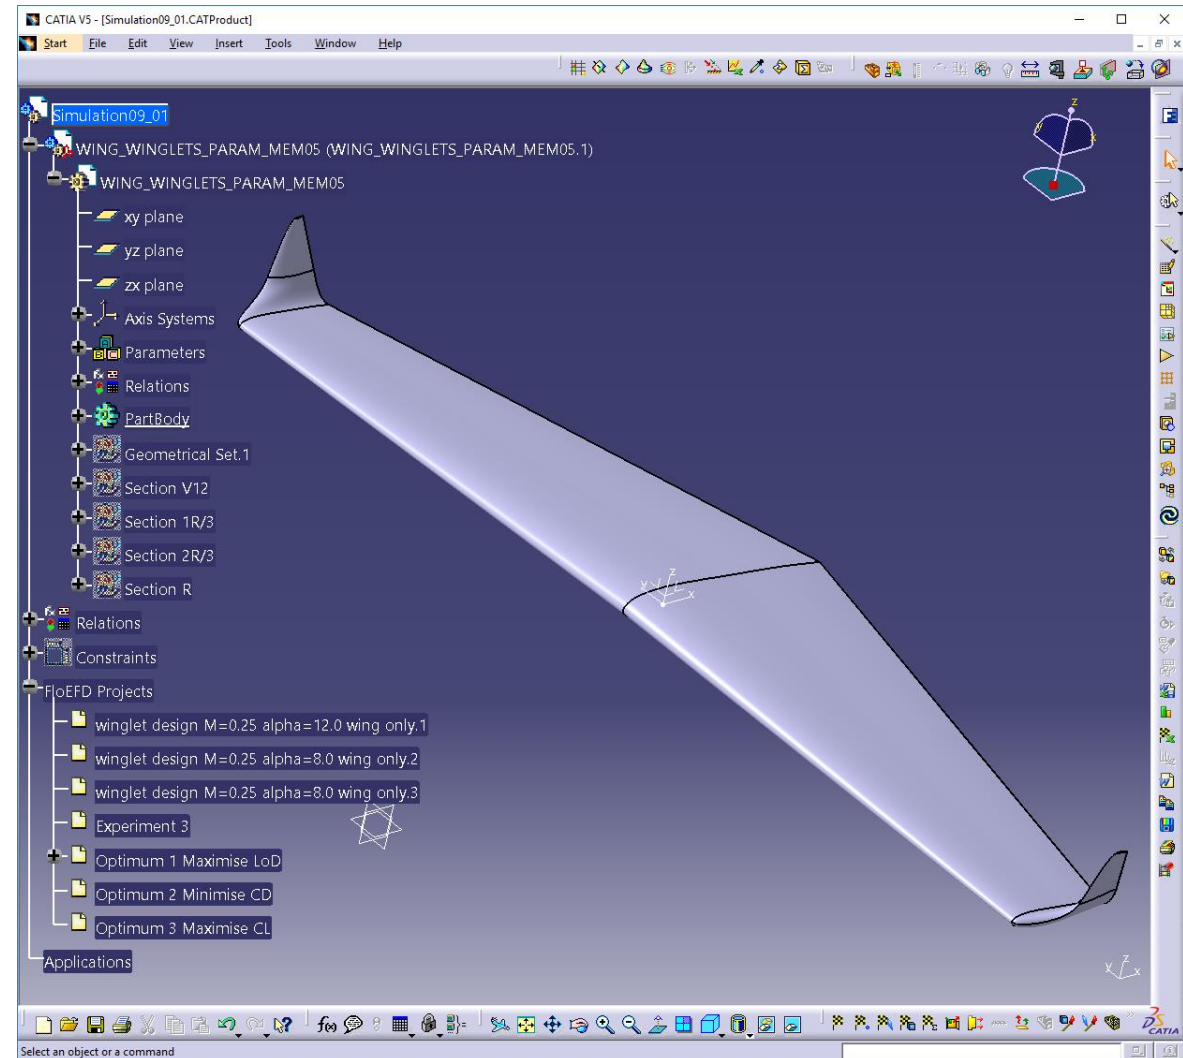 CATIA V5 - [Simulation09_01.CATProduct]
Start File Edit View Insert Tools Window Help
Simulation09_01
WING_WINGLETS_PARAM_MEM05 (WING_WINGLETS_PARAM_MEM05.1)
WING_WINGLETS_PARAM_MEM05
xy plane
yz plane
zx plane
Axis Systems
Parameters
Relations
PartBody
Geometrical Set.1
Section V12
Section 1R/3
Section 2R/3
Section R
Relations
Constraints
FloEFD Projects
winglet design M=0.25 alpha=12.0 wing only.1
winglet design M=0.25 alpha=8.0 wing only.2
winglet design M=0.25 alpha=8.0 wing only.3
Experiment 3
Optimum 1 Maximise LoD
Optimum 2 Minimise CD
Optimum 3 Maximise CL
Applications
z
y x
z
y x
z
y x
f(x)
CATIA
Select an object or a command